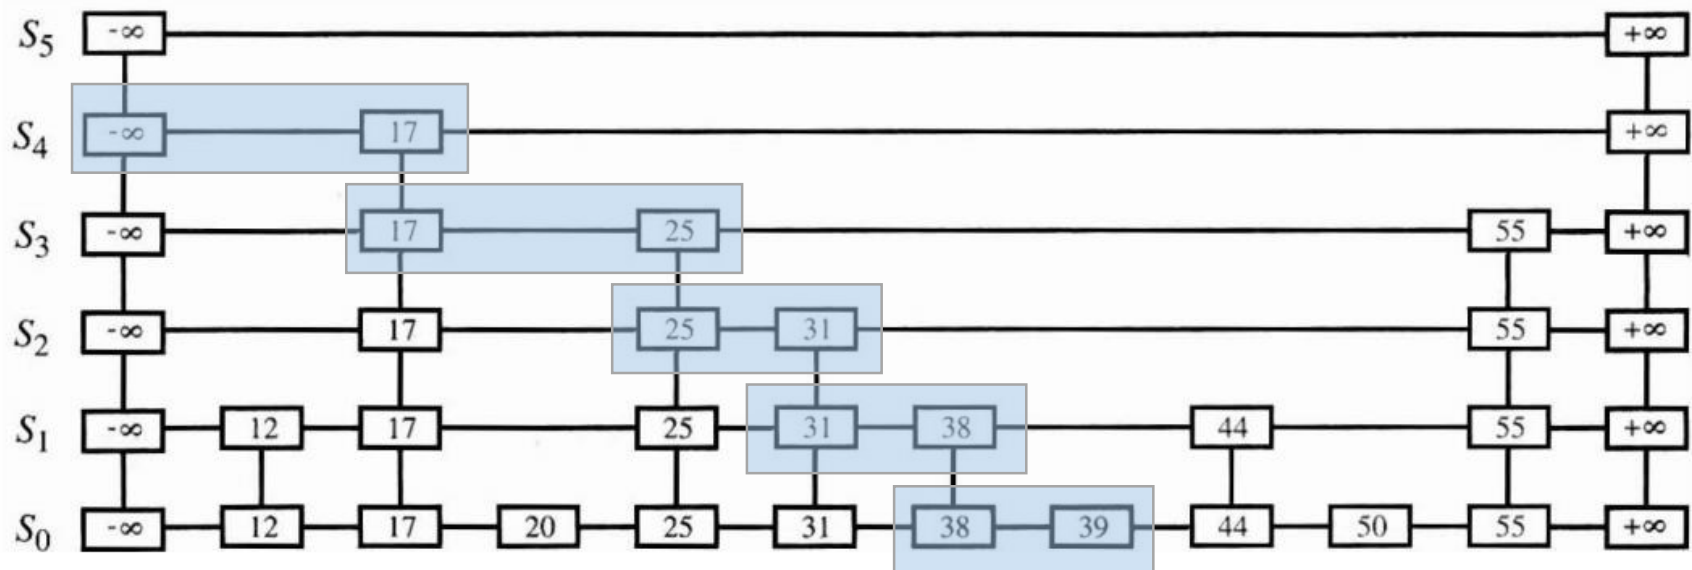 S5 -∞ +∞
S4 -∞ 17 +∞
S3 -∞ 17 25 55 +∞
S2 -∞ 17 25 31 55 +∞
S1 -∞ 12 17 25 31 38 44 55 +∞
S0 -∞ 12 17 20 25 31 38 39 44 50 55 +∞